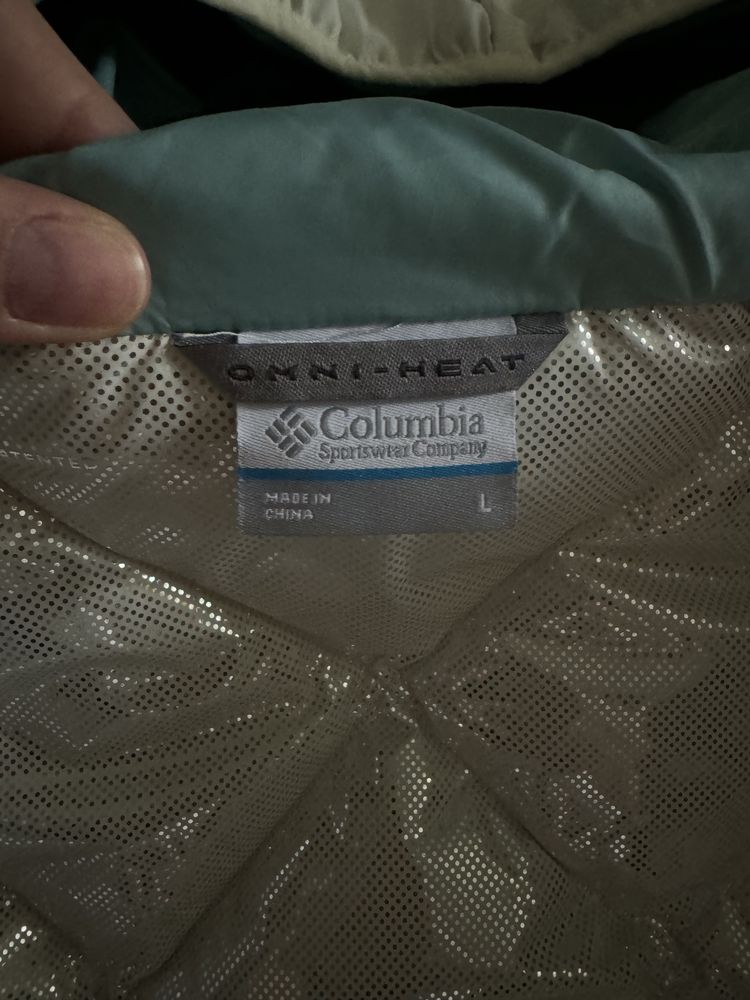 OMNI-HEAT
Columbia
Sportswear Company
MADE IN
CHINA
L